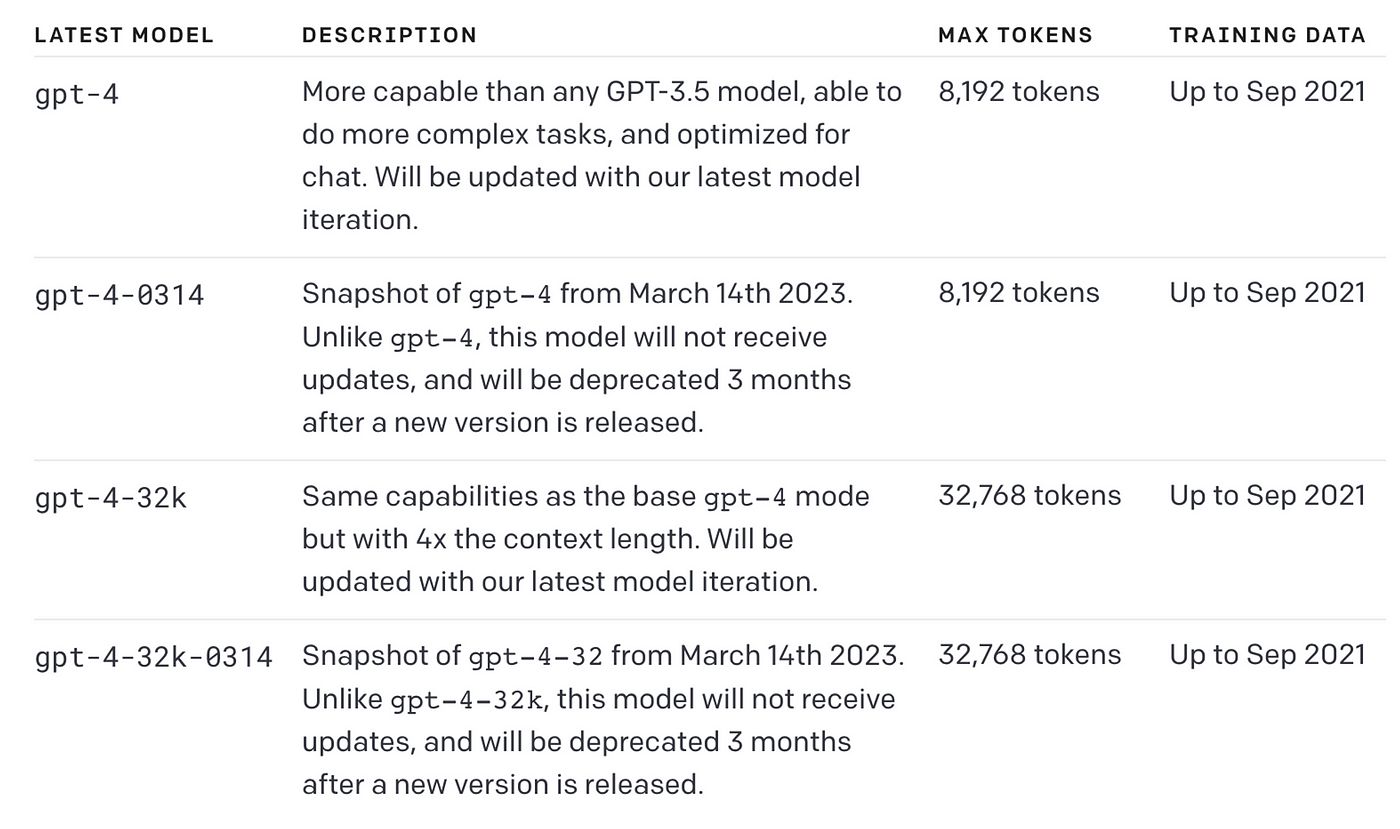 LATEST MODEL DESCRIPTION MAX TOKENS TRAINING DATA
gpt-4 More capable than any GPT-3.5 model, able to 8,192 tokens Up to Sep 2021
do more complex tasks, and optimized for
chat. Will be updated with our latest model
iteration.
gpt-4-0314 Snapshot of gpt-4 from March 14th 2023. 8,192 tokens Up to Sep 2021
Unlike gpt-4, this model will not receive
updates, and will be deprecated 3 months
after a new version is released.
gpt-4-32k Same capabilities as the base gpt-4 mode 32,768 tokens Up to Sep 2021
but with 4x the context length. Will be
updated with our latest model iteration.
gpt-4-32k-0314 Snapshot of gpt-4-32 from March 14th 2023. 32,768 tokens Up to Sep 2021
Unlike gpt-4-32k, this model will not receive
updates, and will be deprecated 3 months
after a new version is released.